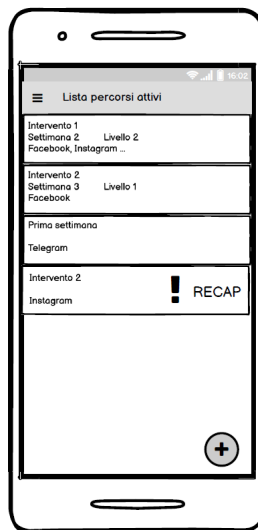 16:02
Lista percorsi attivi
Intervento 1
Settimana 2 Livello 2
Facebook, Instagram ...
Intervento 2
Settimana 3 Livello 1
Facebook
Prima settimana
Telegram
Intervento 2
Instagram
! RECAP
+